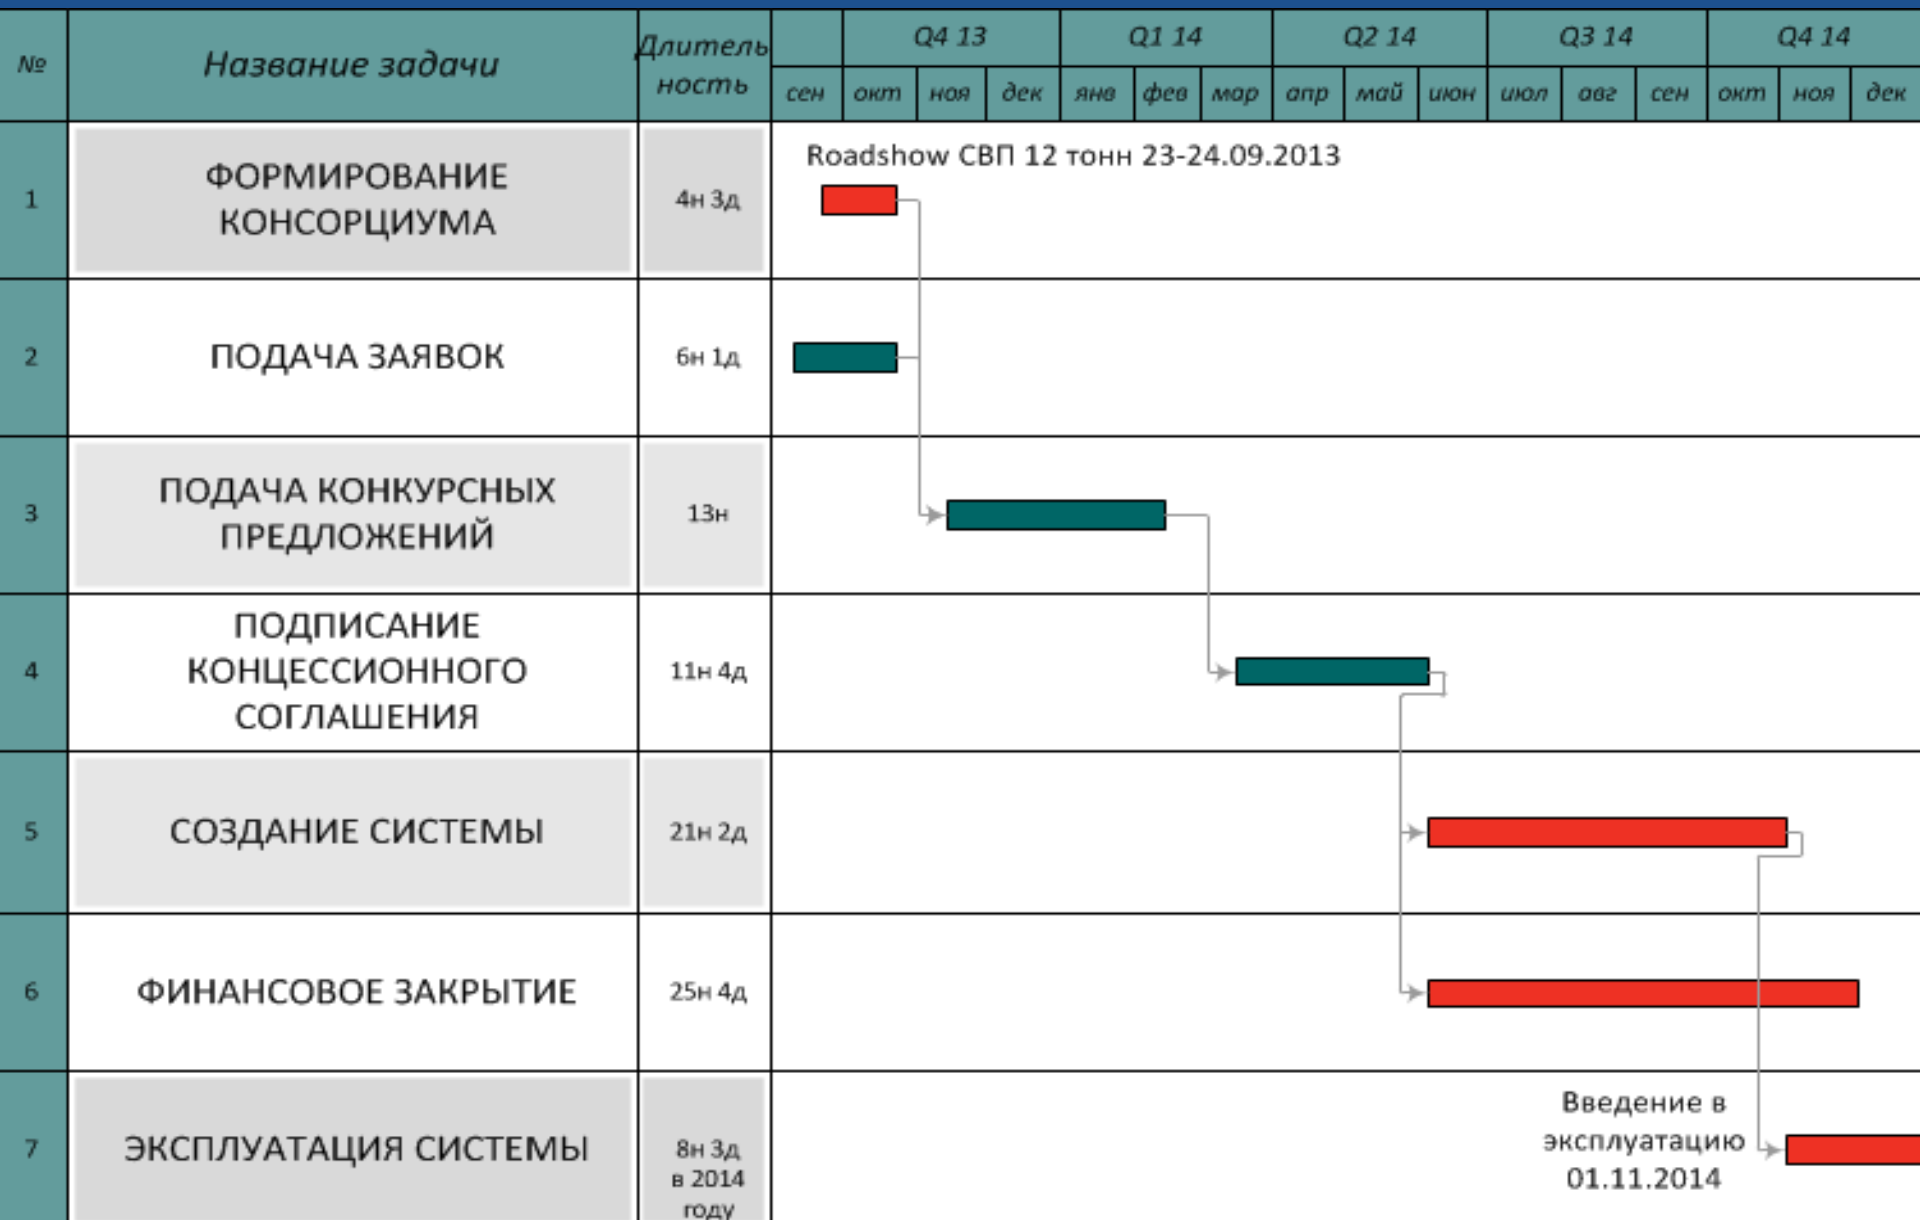 №
Название задачи
Длитель
ность
Q4 13
Q1 14
Q2 14
Q3 14
Q4 14
сен
окт
ноя
дек
янв
фев
мар
апр
май
июн
июл
авг
сен
окт
ноя
дек
1
ФОРМИРОВАНИЕ
КОНСОРЦИУМА
4н 3д
Roadshow СВП 12 тонн 23-24.09.2013
2
ПОДАЧА ЗАЯВОК
6н 1д
3
ПОДАЧА КОНКУРСНЫХ
ПРЕДЛОЖЕНИЙ
13н
4
ПОДПИСАНИЕ
КОНЦЕССИОННОГО
СОГЛАШЕНИЯ
11н 4д
5
СОЗДАНИЕ СИСТЕМЫ
21н 2д
6
ФИНАНСОВОЕ ЗАКРЫТИЕ
25н 4д
7
ЭКСПЛУАТАЦИЯ СИСТЕМЫ
8н 3д
в 2014
году
Введение в
эксплуатацию
01.11.2014